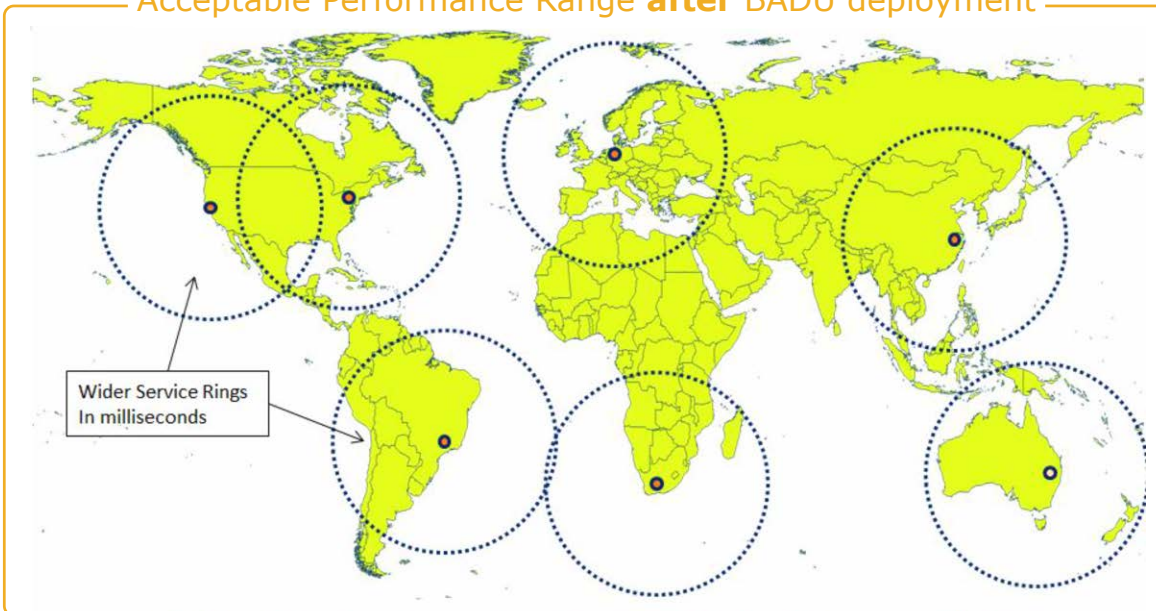 Acceptable Performance Range after BADU deployment
Wider Service Rings
In milliseconds